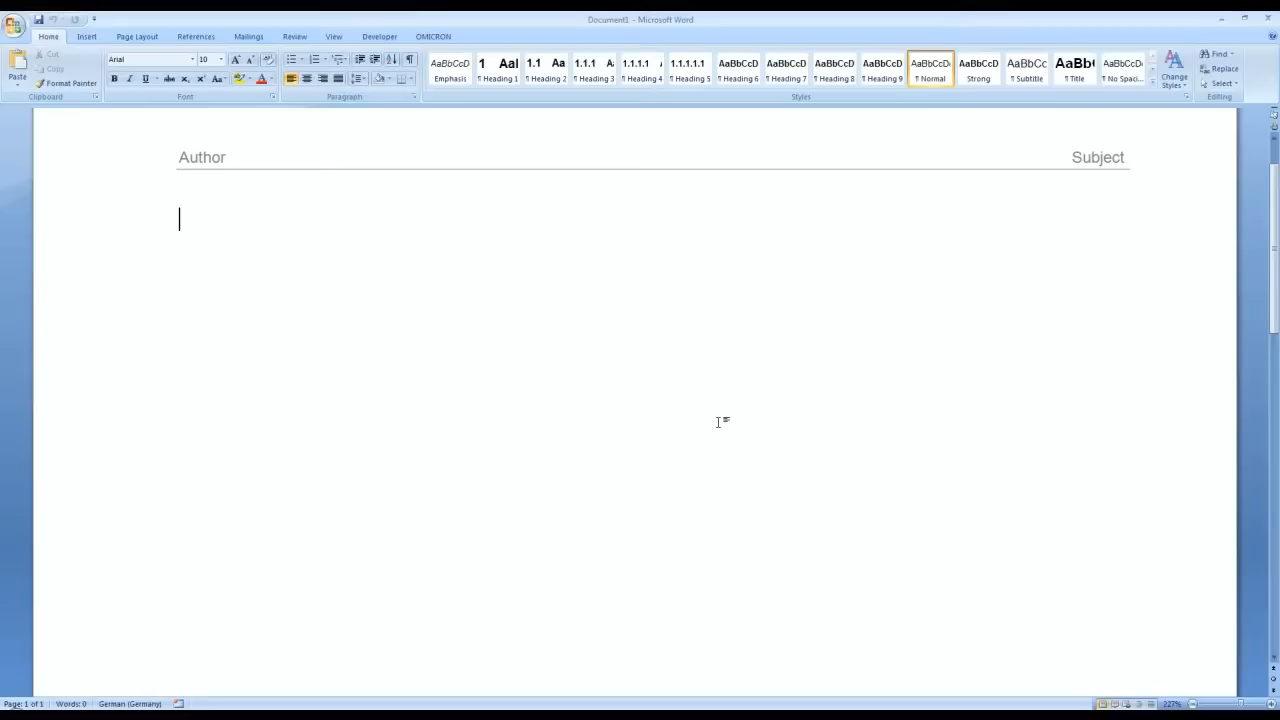 Document1 - Microsoft Word
Home Insert Page Layout References Mailings Review View Developer OMICRON
Paste
Cut
Copy
Format Painter
Clipboard
Arial 10
Font
Paragraph
AaBbCcD 1 AaI 1.1 Aa 1.1.1 A 1.1.1.1 1.1.1.1.1 AaBbCcD AaBbCcD AaBbCcD AaBbCcD AaBbCcDi AaBbCcD AaBbCc AaBb( AaBbCcDi
Emphasis ¶ Heading 1 ¶ Heading 2 ¶ Heading 3 ¶ Heading 4 ¶ Heading 5 ¶ Heading 6 ¶ Heading 7 ¶ Heading 8 ¶ Heading 9 ¶ Normal Strong ¶ Subtitle ¶ Title ¶ No Spaci...
Change
Styles
Styles
Find
Replace
Select
Editing
Author Subject
Page: 1 of 1 Words: 0 German (Germany) 227%